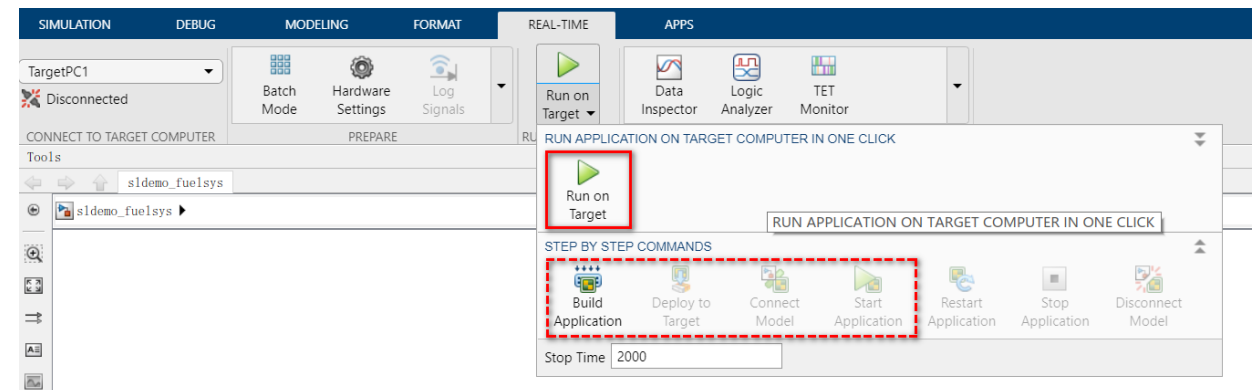 SIMULATION DEBUG MODELING FORMAT REAL-TIME APPS
TargetPC1
Disconnected
Batch Mode
Hardware Settings
Log Signals
Run on Target
Data Inspector
Logic Analyzer
TET Monitor
CONNECT TO TARGET COMPUTER PREPARE RU
Tools
sldemo_fuelsys
sldemo_fuelsys
RUN APPLICATION ON TARGET COMPUTER IN ONE CLICK
Run on
Target
RUN APPLICATION ON TARGET COMPUTER IN ONE CLICK
STEP BY STEP COMMANDS
Build Application
Deploy to Target
Connect Model
Start Application
Restart Application
Stop Application
Disconnect Model
Stop Time 2000